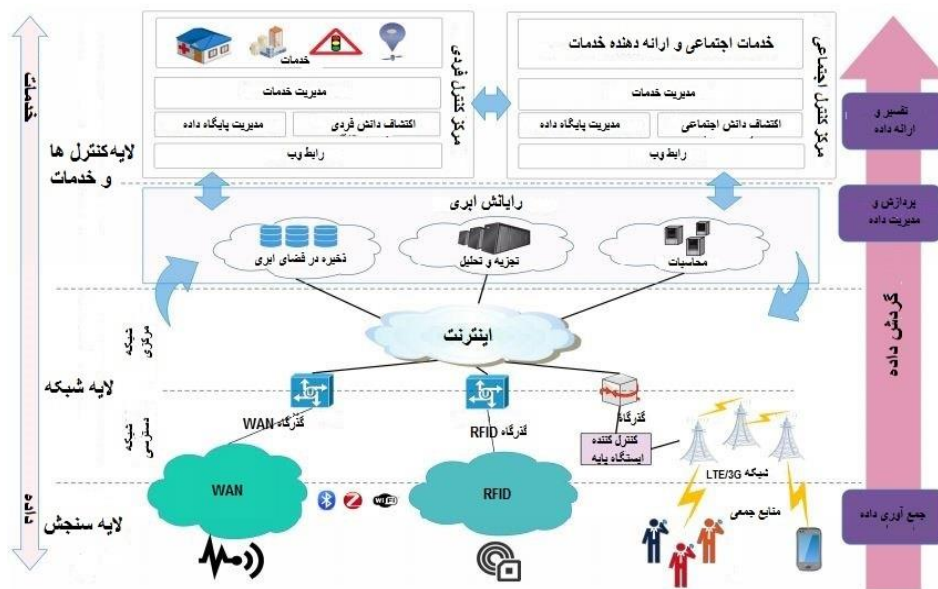 خدمات
داده
لایه کنترل ها
و خدمات
لایه شبکه
لایه سنجش
خدمات
مدیریت خدمات
اکتشاف دانش فردی
مدیریت پایگاه داده
رابط وب
مرکز کنترل فردی
خدمات اجتماعی و ارائه دهنده خدمات
مدیریت خدمات
اکتشاف دانش اجتماعی
مدیریت پایگاه داده
رابط وب
مرکز کنترل اجتماعی
رایانش ابری
ذخیره در فضای ابری
تجزیه و تحلیل
محاسبات
شبکه
مرکزی
اینترنت
شبکه
دسترسی
گذرگاه WAN
گذرگاه RFID
گذرگاه
کنترل کننده
ایستگاه پایه
شبکه LTE/3G
WAN
WiFi
RFID
منابع جمعی
تفسیر و
ارائه داده
پردازش و
مدیریت داده
گردش داده
جمع آوری داده